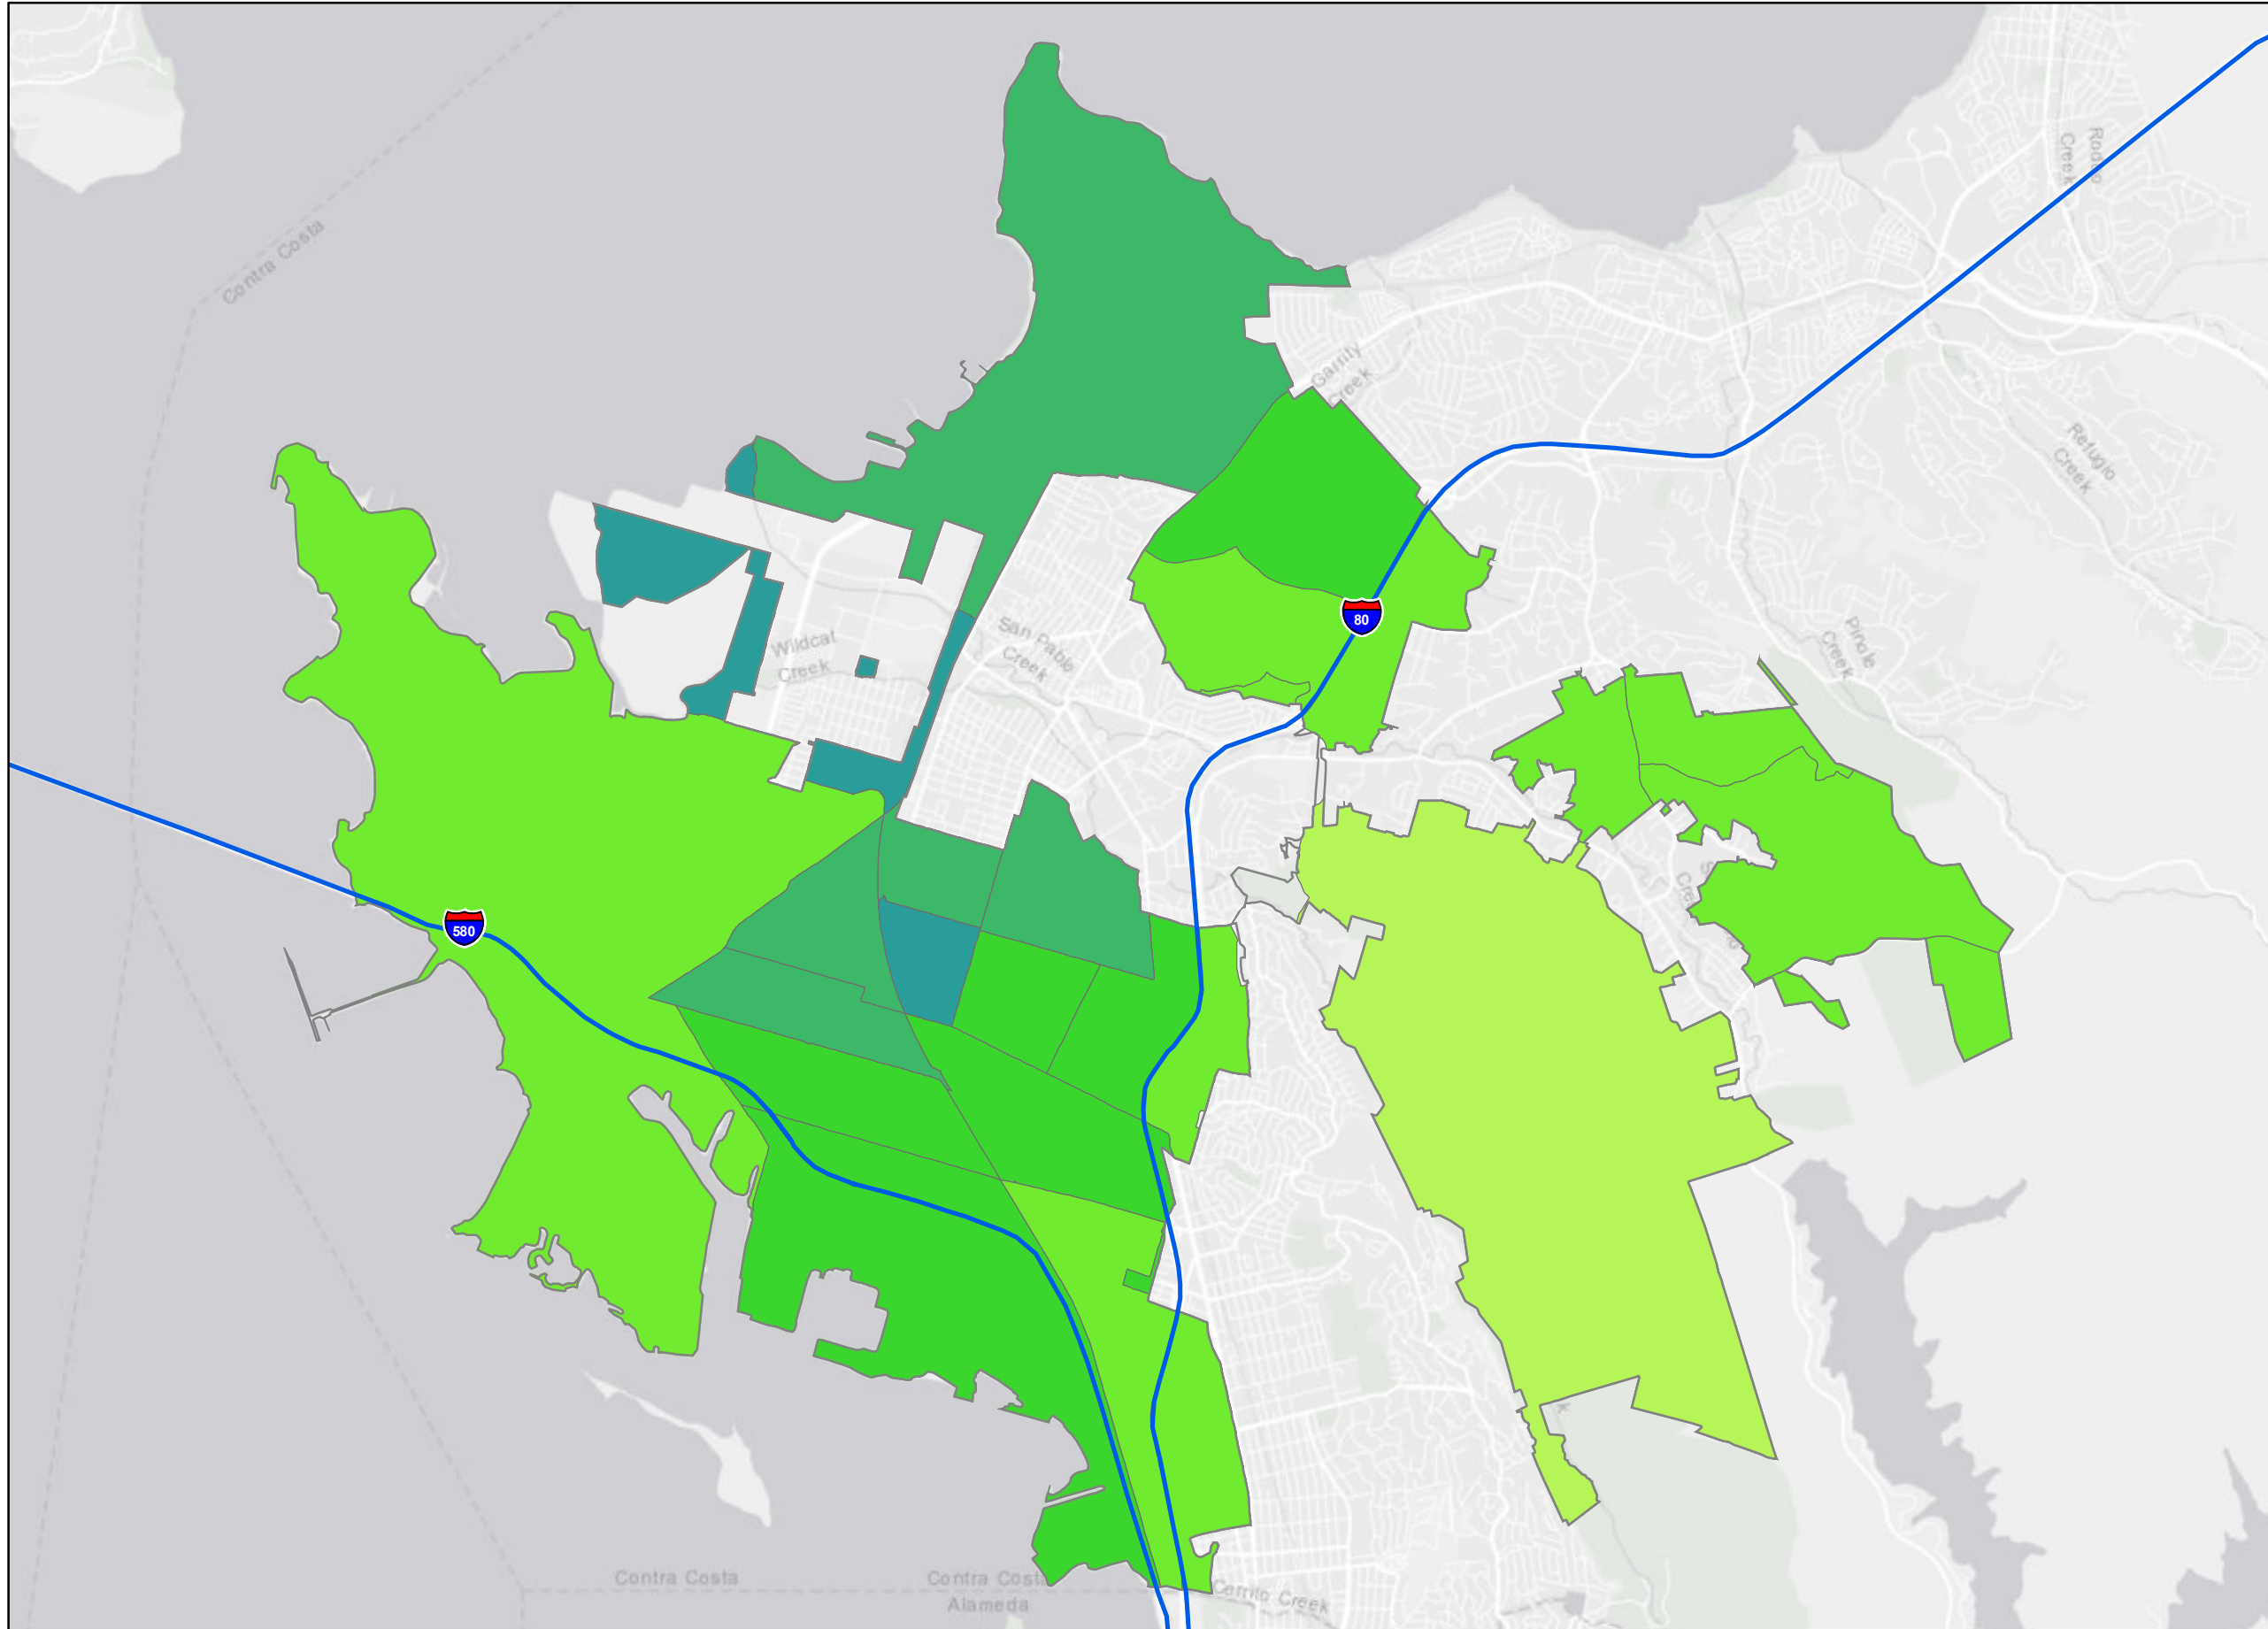 Contra Costa
Rodeo
Creek
Garrity
Creek
Refugio
Creek
80
Wildcat
Creek
San Pablo
Creek
Pinole
Creek
580
Contra Costa
Contra Costa
Alameda
Cerrito Creek